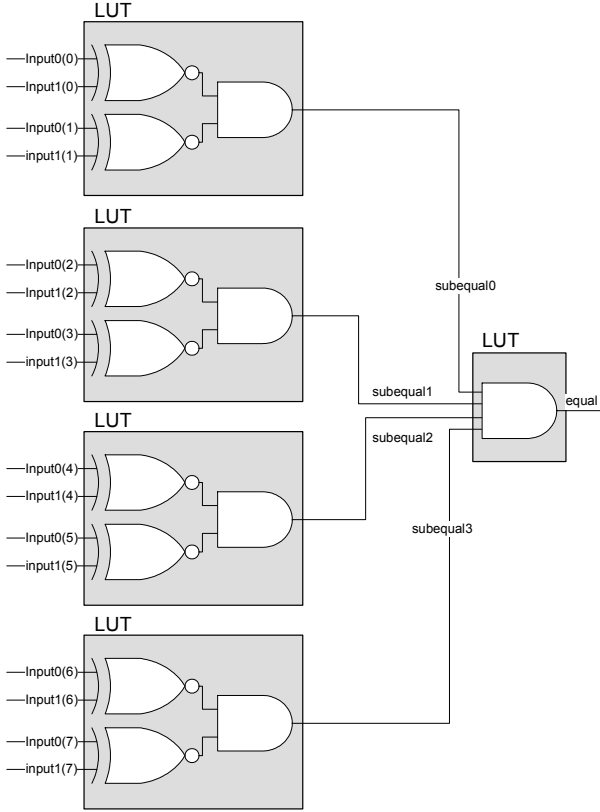 LUT
Input0(0)
Input1(0)
Input0(1)
input1(1)
LUT
Input0(2)
Input1(2)
Input0(3)
input1(3)
subequal0
LUT
subequal1
equal
subequal2
LUT
Input0(4)
Input1(4)
Input0(5)
input1(5)
subequal3
LUT
Input0(6)
Input1(6)
Input0(7)
input1(7)